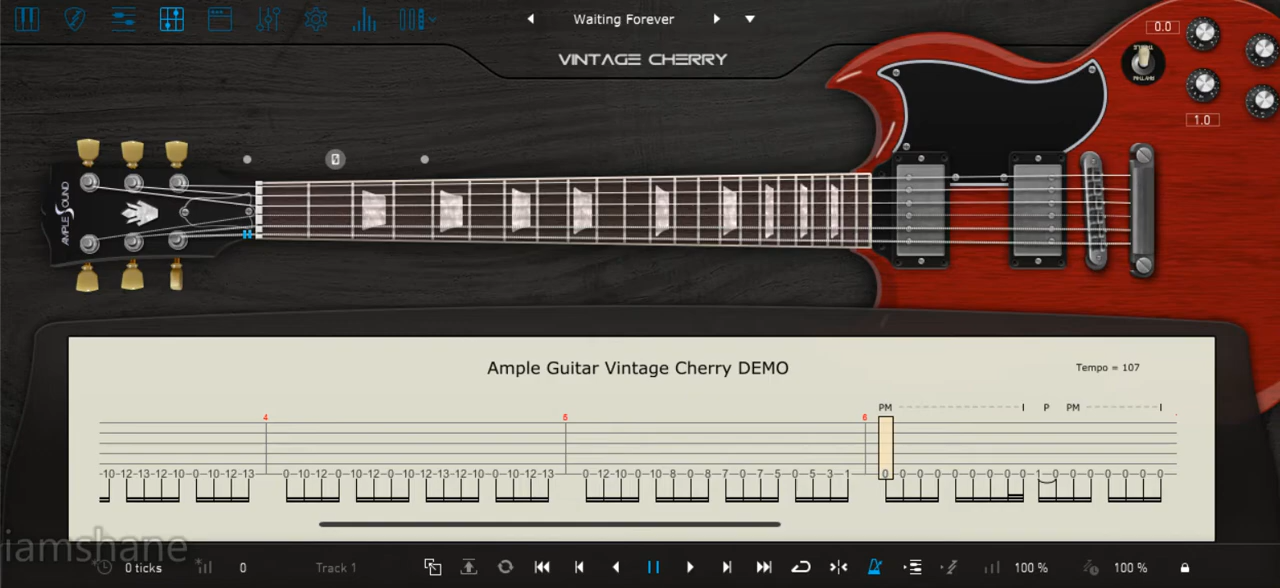 Waiting Forever
VINTAGE CHERRY
0.0
1.0
AMPLE SOUND
0
Ample Guitar Vintage Cherry DEMO
Tempo = 107
PM P PM
4 5 6
-10-12-13-12-0-10-12-13 0-10-12-0-10-12-0-10-12-13-12-0-10-12-13 0-12-10-0-10-8-0-8-7-0-7-5-0-5-3-1 0-0-0-0-0-0-0-0-1-0-0-0-0-0-0
iamshane
0 ticks
0
Track 1
100 %
100 %